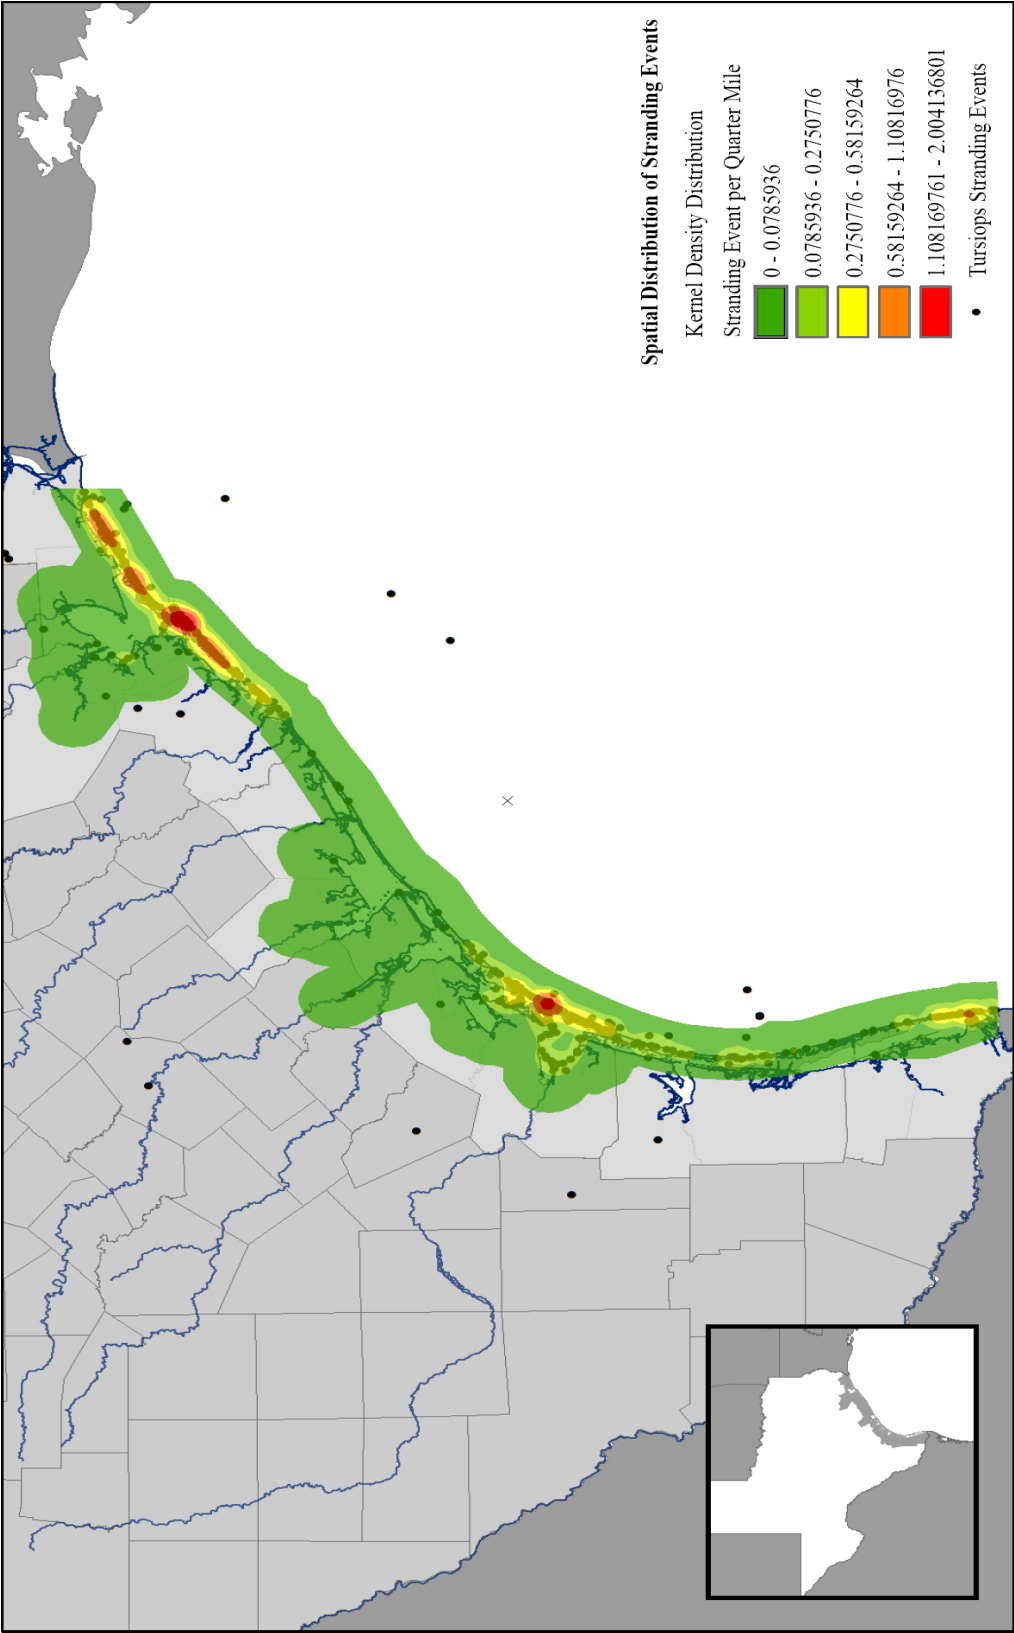 Spatial Distribution of Stranding Events
Kernel Density Distribution
Stranding Event per Quarter Mile
0 - 0.0785936
0.0785936 - 0.2750776
0.2750776 - 0.58159264
0.58159264 - 1.10816976
1.108169761 - 2.004136801
Tursiops Stranding Events